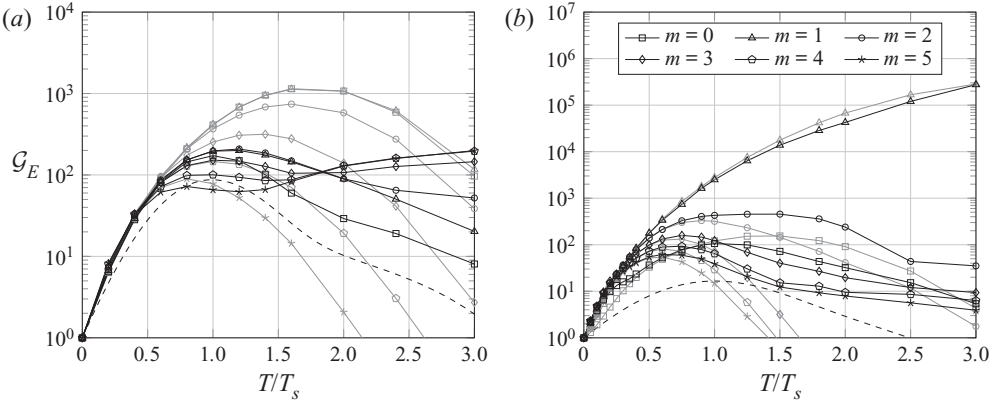 (a)
10^4
10^3
10^2
10^1
10^0
G_E
0 0.5 1.0 1.5 2.0 2.5 3.0
T/T_s
(b)
10^7
10^6
10^5
10^4
10^3
10^2
10^1
10^0
m = 0 m = 1 m = 2
m = 3 m = 4 m = 5
0 0.5 1.0 1.5 2.0 2.5 3.0
T/T_s